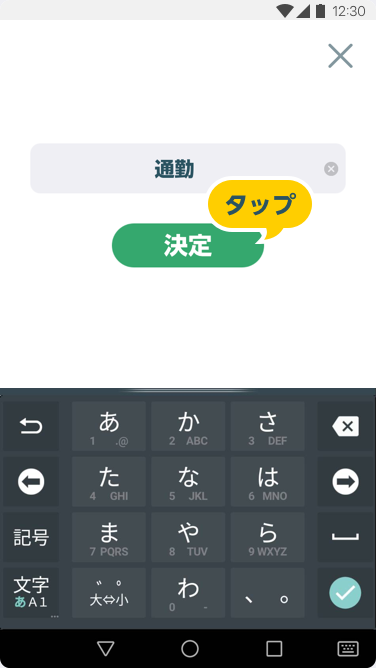 12:30
通勤
タップ
決定
あ か さ
1 .@ 2 ABC 3 DEF
た な は
4 GHI 5 JKL 6 MNO
記号 ま や ら
7 PQRS 8 TUV 9 WXYZ
文字 ゛゜ わ 、。
あA1 大⇔小 0 -
...